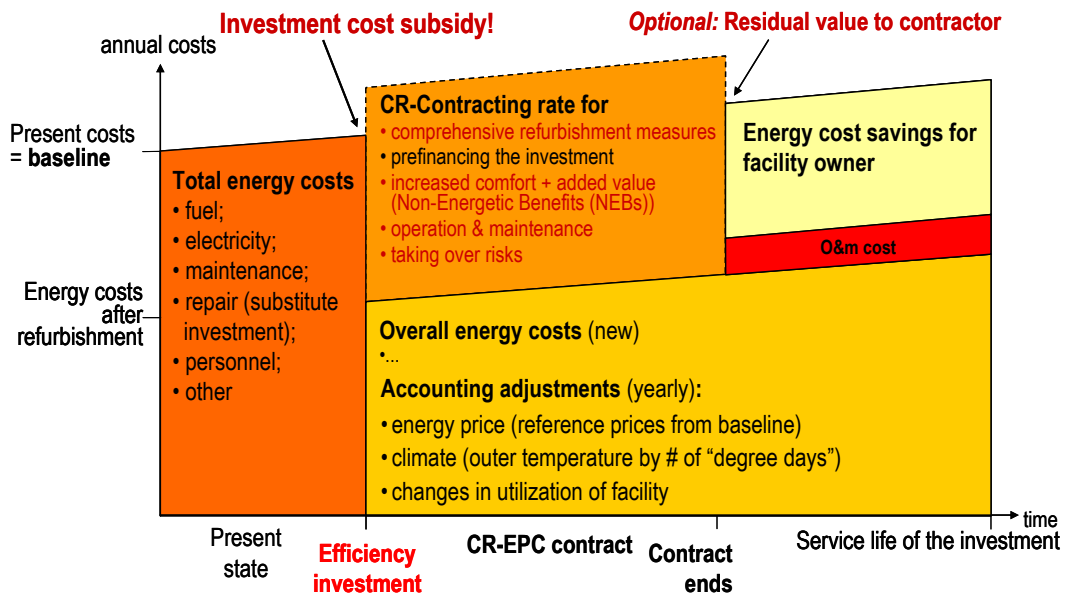 Investment cost subsidy!
Optional: Residual value to contractor
annual costs
Present costs
= baseline
Energy costs
after
refurbishment
Total energy costs
• fuel;
• electricity;
• maintenance;
• repair (substitute
investment);
• personnel;
• other
CR-Contracting rate for
• comprehensive refurbishment measures
• prefinancing the investment
• increased comfort + added value
(Non-Energetic Benefits (NEBs))
• operation & maintenance
• taking over risks
Energy cost savings for
facility owner
O&m cost
Overall energy costs (new)
•...
Accounting adjustments (yearly):
• energy price (reference prices from baseline)
• climate (outer temperature by # of “degree days”)
• changes in utilization of facility
time
Present
state
Efficiency
investment
CR-EPC contract
Contract
ends
Service life of the investment